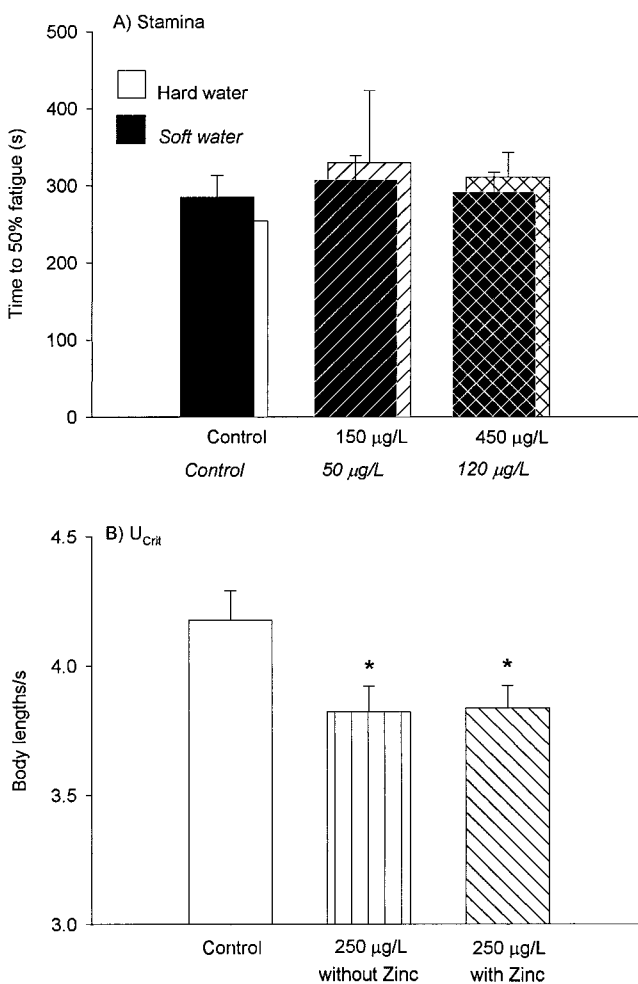 A) Stamina
500
400
300
200
100
0
Time to 50% fatigue (s)
Hard water
Soft water
Control 150 µg/L 450 µg/L
Control 50 µg/L 120 µg/L
B) UCrit
4.5
4.0
3.5
3.0
Body lengths/s
* *
Control 250 µg/L 250 µg/L
without Zinc with Zinc